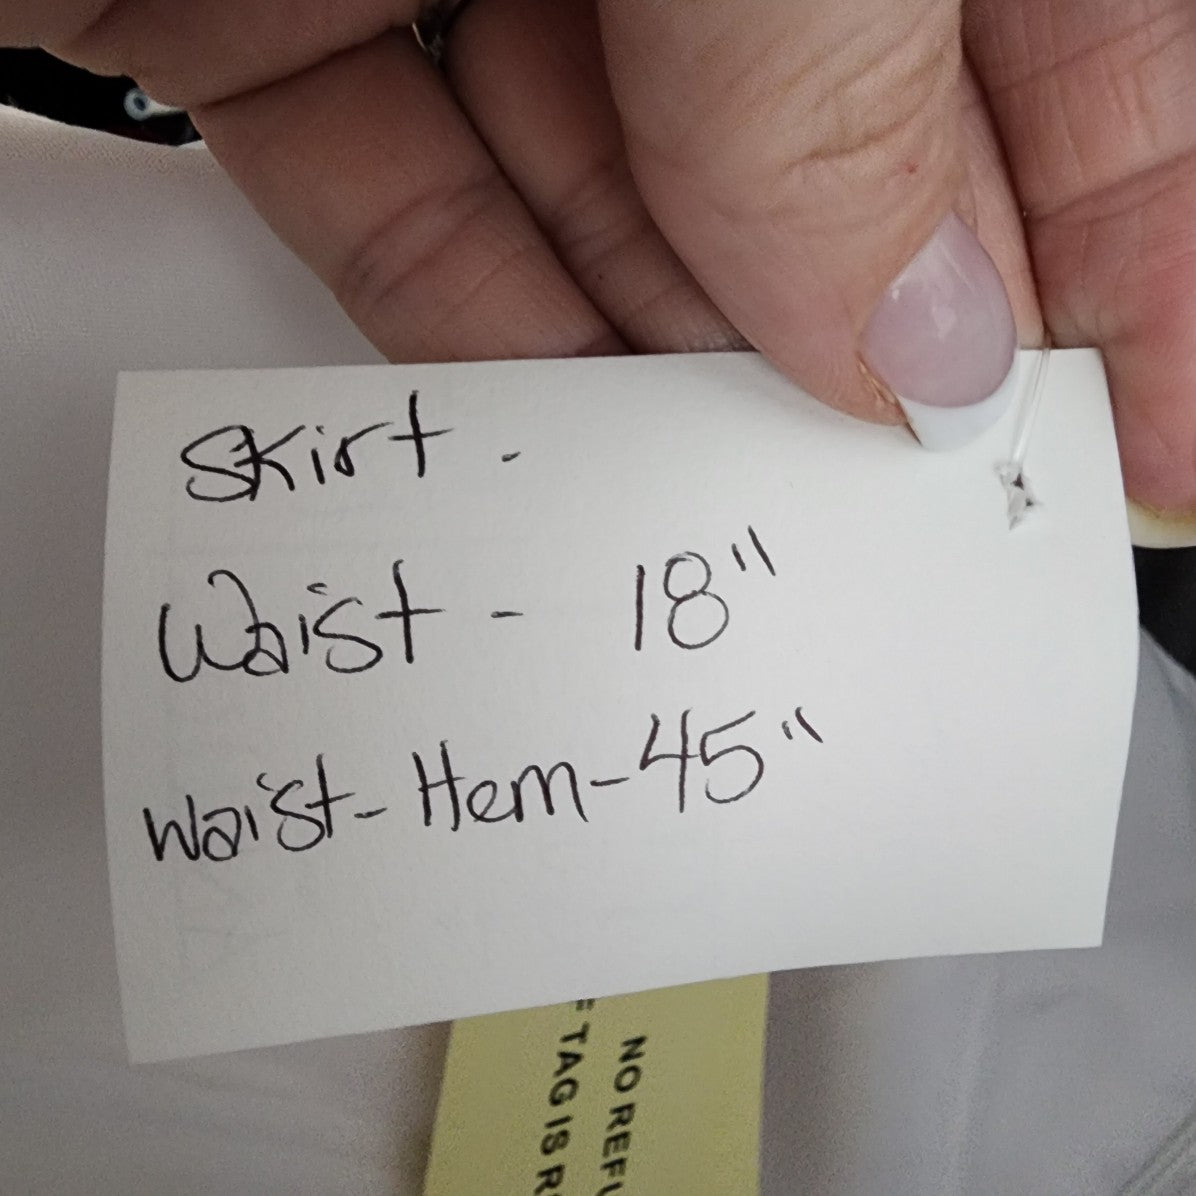 Skirt.
Waist - 18"
Waist - Hem - 45"
NO REFU
TAG IS R